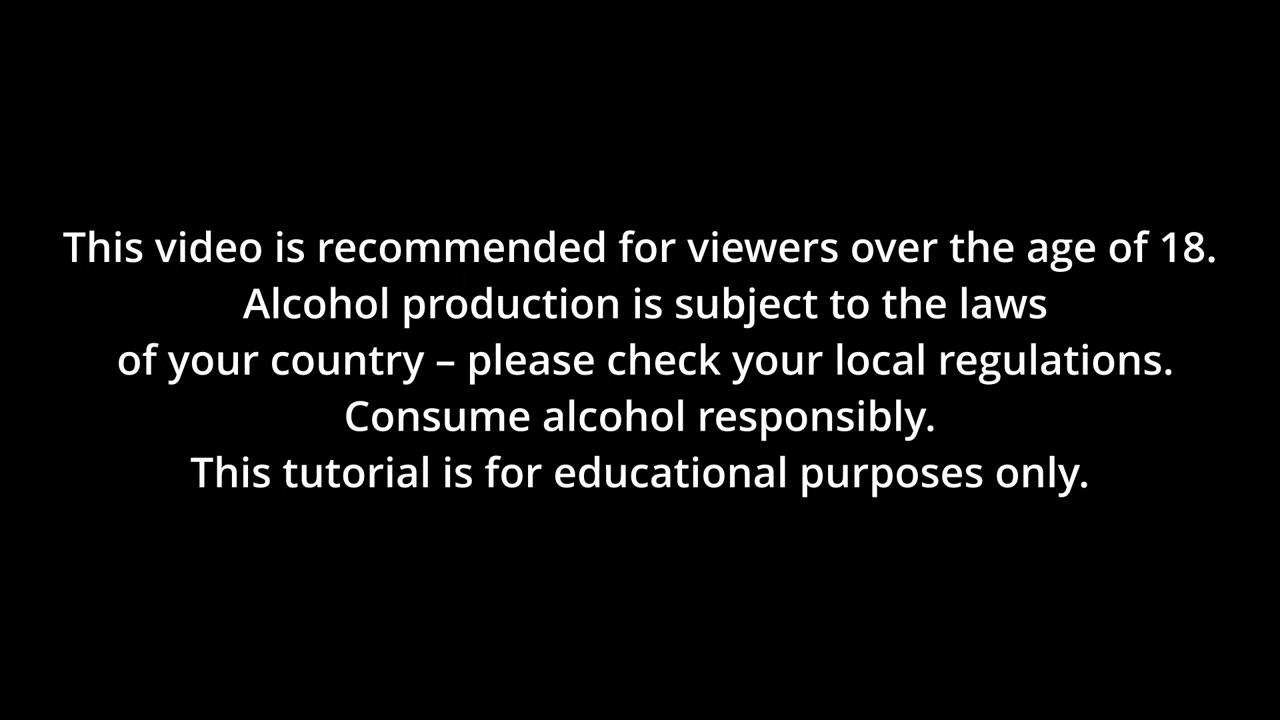 This video is recommended for viewers over the age of 18.
Alcohol production is subject to the laws
of your country – please check your local regulations.
Consume alcohol responsibly.
This tutorial is for educational purposes only.